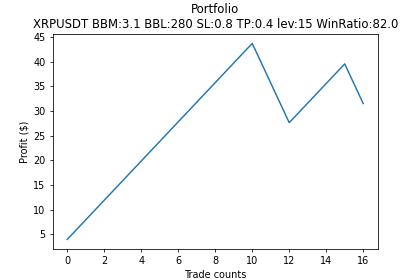 Portfolio
XRPUSDT BBM:3.1 BBL:280 SL:0.8 TP:0.4 lev:15 WinRatio:82.0
45
40
35
30
25
20
15
10
5
Profit ($)
0 2 4 6 8 10 12 14 16
Trade counts